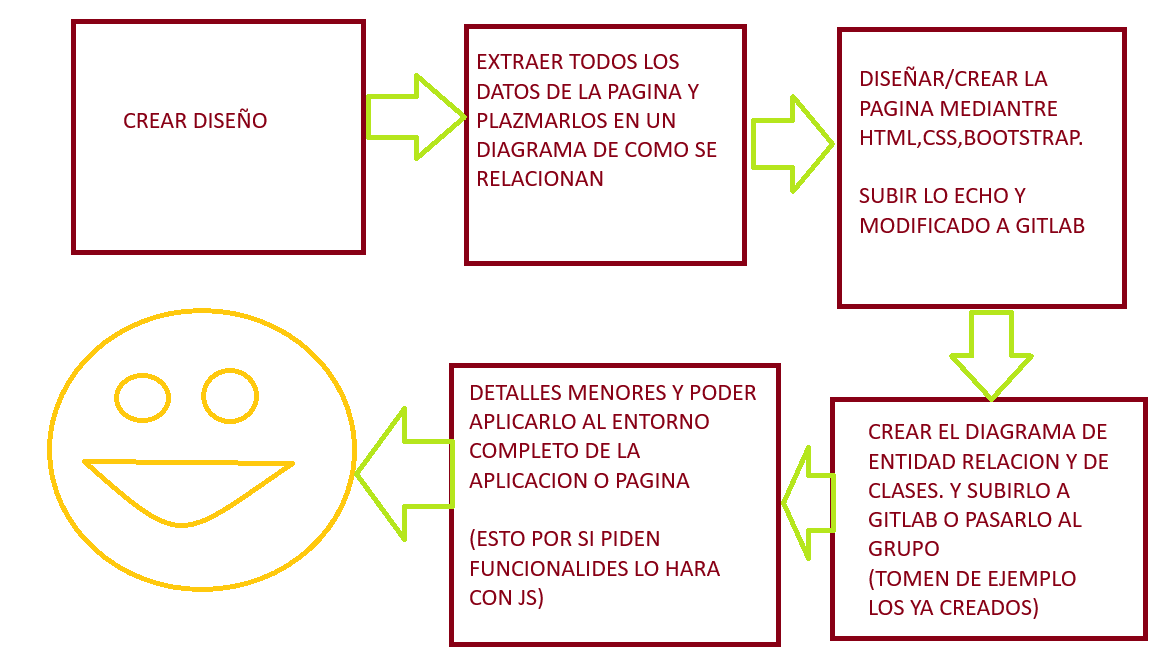 CREAR DISEÑO
EXTRAER TODOS LOS
DATOS DE LA PAGINA Y
PLAZMARLOS EN UN
DIAGRAMA DE COMO SE
RELACIONAN
DISEÑAR/CREAR LA
PAGINA MEDIANTRE
HTML,CSS,BOOTSTRAP.
SUBIR LO ECHO Y
MODIFICADO A GITLAB
CREAR EL DIAGRAMA DE
ENTIDAD RELACION Y DE
CLASES. Y SUBIRLO A
GITLAB O PASARLO AL
GRUPO
(TOMEN DE EJEMPLO
LOS YA CREADOS)
DETALLES MENORES Y PODER
APLICARLO AL ENTORNO
COMPLETO DE LA
APLICACION O PAGINA
(ESTO POR SI PIDEN
FUNCIONALIDES LO HARA
CON JS)